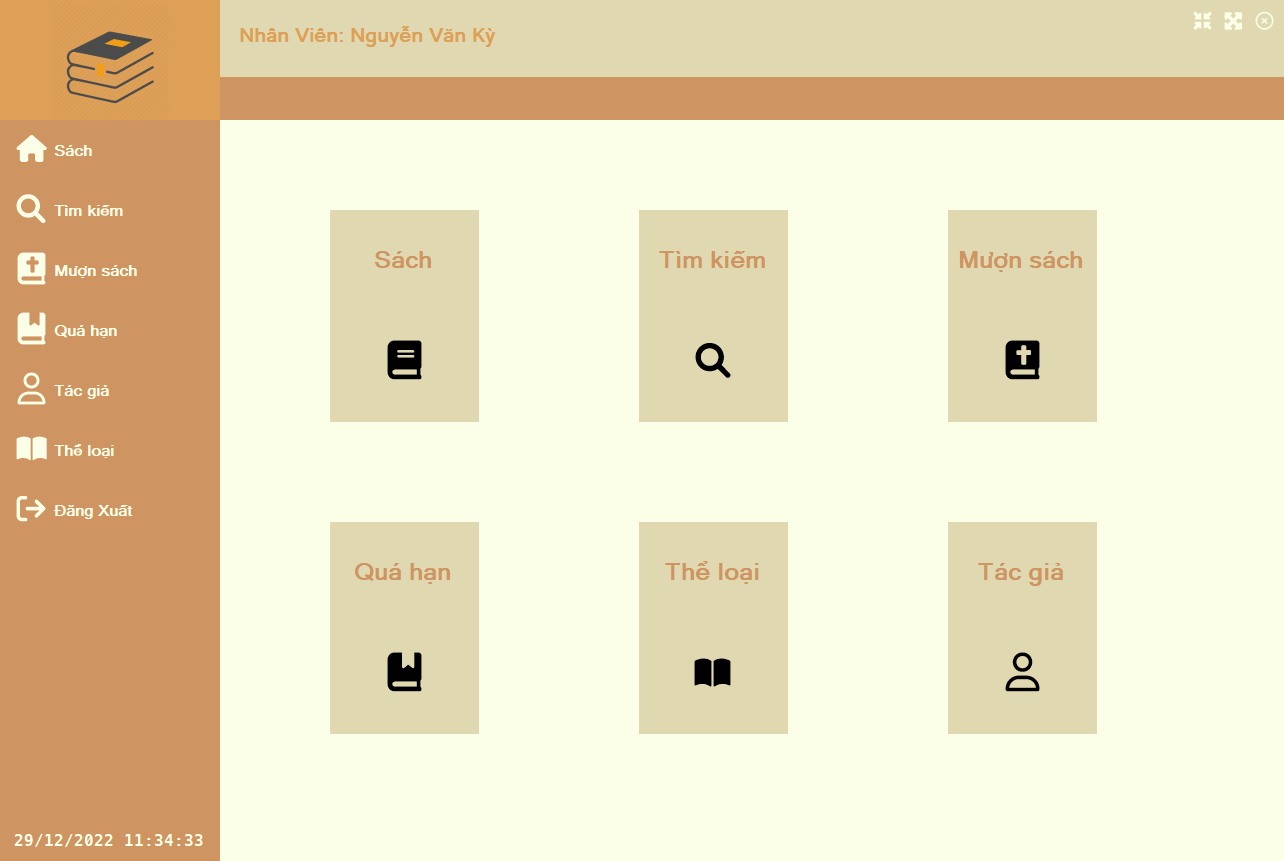 Nhân Viên: Nguyễn Văn Kỳ
Sách
Tìm kiếm
Mượn sách
Quá hạn
Tác giả
Thể loại
Đăng Xuất
29/12/2022 11:34:33
Sách
Tìm kiếm
Mượn sách
Quá hạn
Thể loại
Tác giả